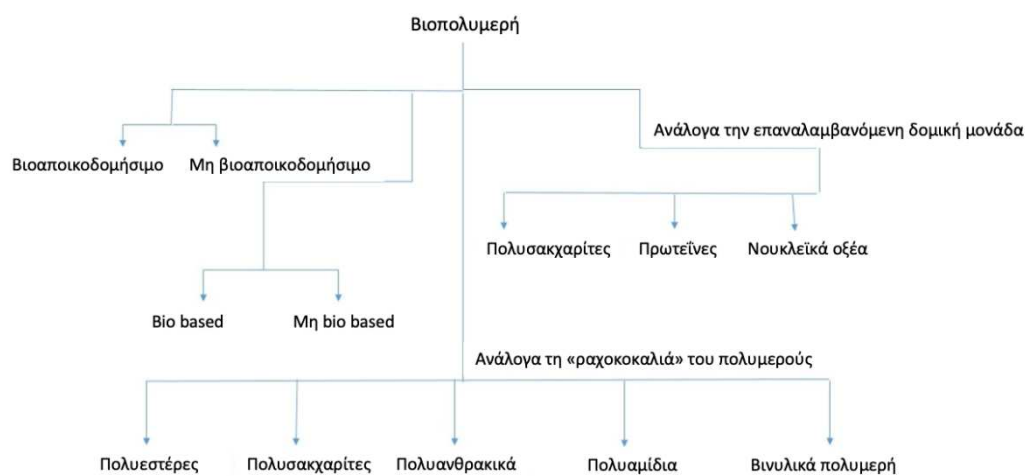 Βιοπολυμερή
Ανάλογα την επαναλαμβανόμενη δομική μονάδα
Βιοαποικοδομήσιμο
Μη βιοαποικοδομήσιμο
Πολυσακχαρίτες
Πρωτεΐνες
Νουκλεϊκά οξέα
Bio based
Μη bio based
Ανάλογα τη «ραχοκοκαλιά» του πολυμερούς
Πολυεστέρες
Πολυσακχαρίτες
Πολυανθρακικά
Πολυαμίδια
Βινυλικά πολυμερή